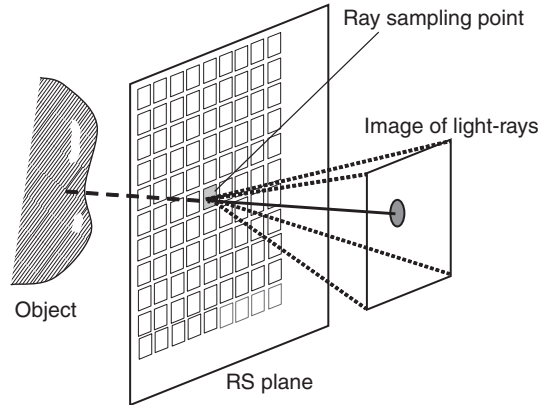 Ray sampling point
Image of light-rays
Object
RS plane